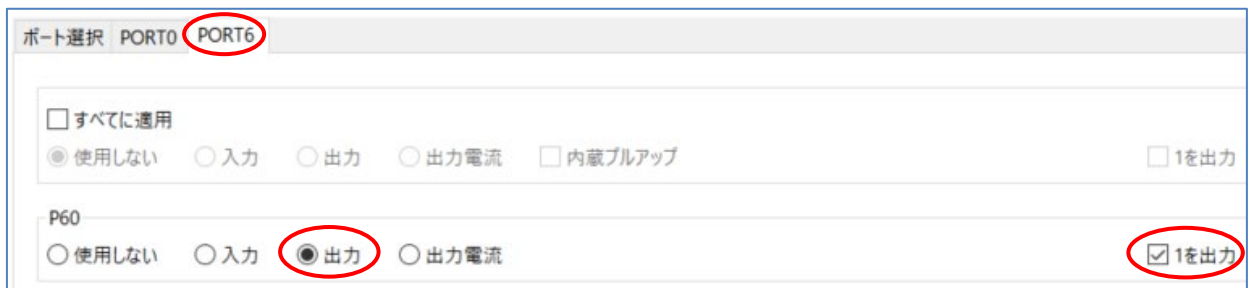 ポート選択 PORT0 PORT6
すべてに適用
使用しない 入力 出力 出力電流 内蔵プルアップ 1を出力
P60
使用しない 入力 出力 出力電流 1を出力